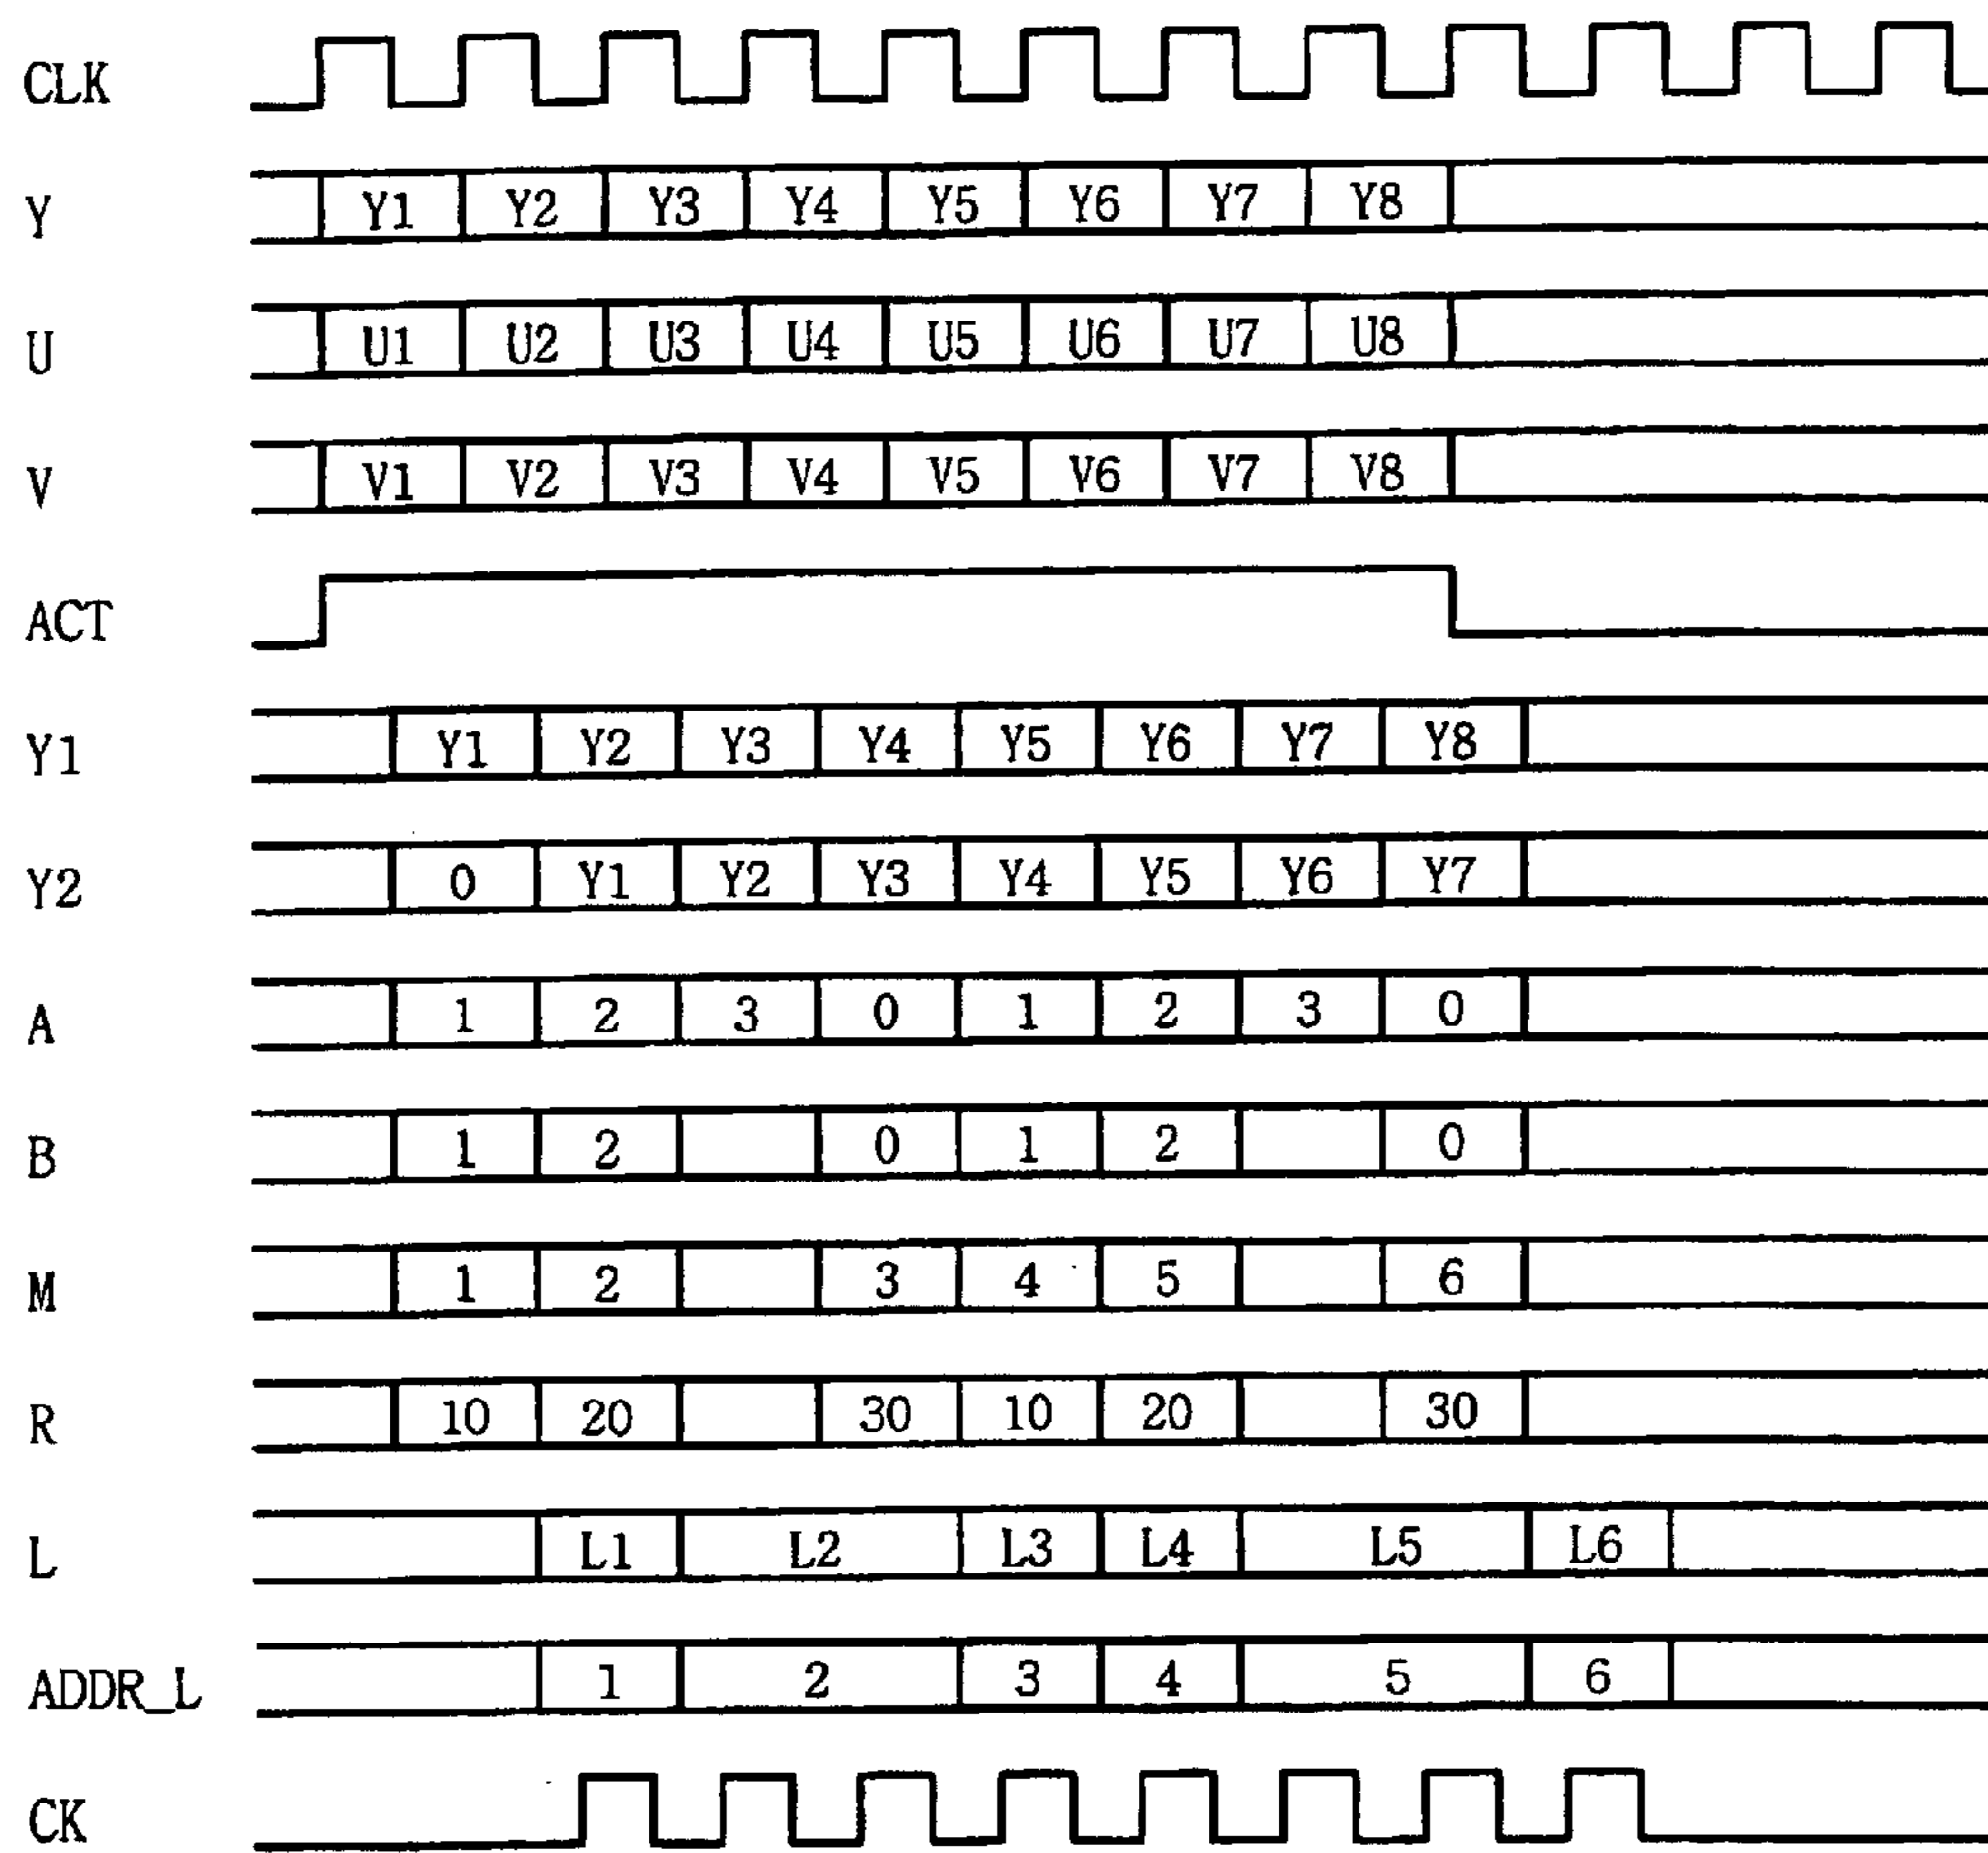 CLK
Y Y1 Y2 Y3 Y4 Y5 Y6 Y7 Y8
U U1 U2 U3 U4 U5 U6 U7 U8
V V1 V2 V3 V4 V5 V6 V7 V8
ACT
Y1 Y1 Y2 Y3 Y4 Y5 Y6 Y7 Y8
Y2 0 Y1 Y2 Y3 Y4 Y5 Y6 Y7
A 1 2 3 0 1 2 3 0
B 1 2 0 1 2 0
M 1 2 3 4 5 6
R 10 20 30 10 20 30
L L1 L2 L3 L4 L5 L6
ADDR_L 1 2 3 4 5 6
CK